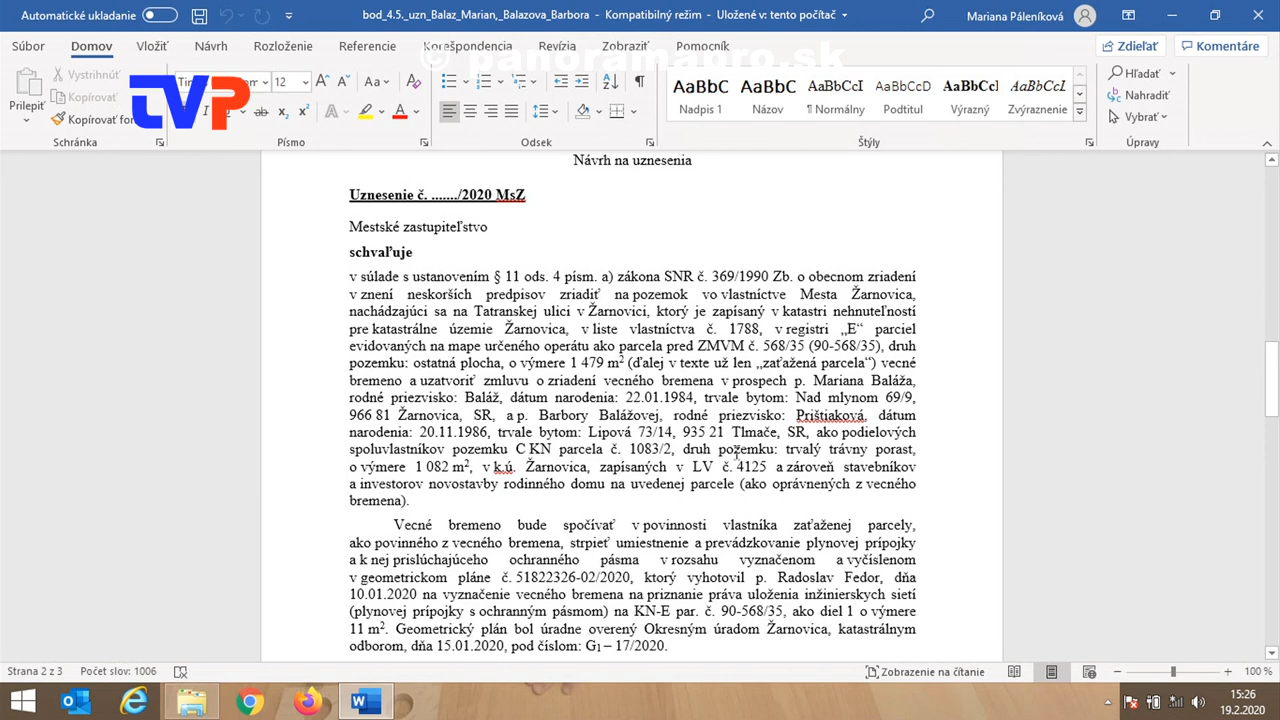 Automatické ukladanie
bod_4.5._uzn_Balaz_Marian,_Balazova_Barbora - Kompatibilný režim - Uložené v: tento počítač
Mariana Páleníková
Súbor Domov Vložiť Návrh Rozloženie Referencie Korešpondencia Revízia Zobraziť Pomocník
Zdieľať Komentáre
© panoramapro.sk
TVP
Prilepiť
Vystrihnúť
Kopírovať
Kopírovať for
12
AaBbC AaBbC AaBbCcI AaBbCcD AaBbCcI AaBbCcL
Nadpis 1 Názov ¶ Normálny Podtitul Výrazný Zvýraznenie
Hľadať
Nahradiť
Vybrať
Schránka Písmo Odsek Štýly Úpravy
Návrh na uznesenia
Uznesenie č. ......./2020 MsZ
Mestské zastupiteľstvo
schvaľuje
v súlade s ustanovením § 11 ods. 4 písm. a) zákona SNR č. 369/1990 Zb. o obecnom zriadení
v znení neskorších predpisov zriadiť na pozemok vo vlastníctve Mesta Žarnovica,
nachádzajúci sa na Tatranskej ulici v Žarnovici, ktorý je zapísaný v katastri nehnuteľností
pre katastrálne územie Žarnovica, v liste vlastníctva č. 1788, v registri „E“ parciel
evidovaných na mape určeného operátu ako parcela pred ZMVM č. 568/35 (90-568/35), druh
pozemku: ostatná plocha, o výmere 1 479 m² (ďalej v texte už len „zaťažená parcela“) vecné
bremeno a uzatvoriť zmluvu o zriadení vecného bremena v prospech p. Mariana Baláža,
rodné priezvisko: Baláž, dátum narodenia: 22.01.1984, trvale bytom: Nad mlynom 69/9,
966 81 Žarnovica, SR, a p. Barbory Balážovej, rodné priezvisko: Prištiaková, dátum
narodenia: 20.11.1986, trvale bytom: Lipová 73/14, 935 21 Tlmače, SR, ako podielových
spoluvlastníkov pozemku C KN parcela č. 1083/2, druh pozemku: trvalý trávny porast,
o výmere 1 082 m², v k.ú. Žarnovica, zapísaných v LV č. 4125 a zároveň stavebníkov
a investorov novostavby rodinného domu na uvedenej parcele (ako oprávnených z vecného
bremena).
Vecné bremeno bude spočívať v povinnosti vlastníka zaťaženej parcely,
ako povinného z vecného bremena, strpieť umiestnenie a prevádzkovanie plynovej prípojky
a k nej prislúchajúceho ochranného pásma v rozsahu vyznačenom a vyčíslenom
v geometrickom pláne č. 51822326-02/2020, ktorý vyhotovil p. Radoslav Fedor, dňa
10.01.2020 na vyznačenie vecného bremena na priznanie práva uloženia inžinierskych sietí
(plynovej prípojky s ochranným pásmom) na KN-E par. č. 90-568/35, ako diel 1 o výmere
11 m². Geometrický plán bol úradne overený Okresným úradom Žarnovica, katastrálnym
odborom, dňa 15.01.2020, pod číslom: G₁ – 17/2020.
Strana 2 z 3 Počet slov: 1006
Zobrazenie na čítanie
100 %
15:26
19.2.2020